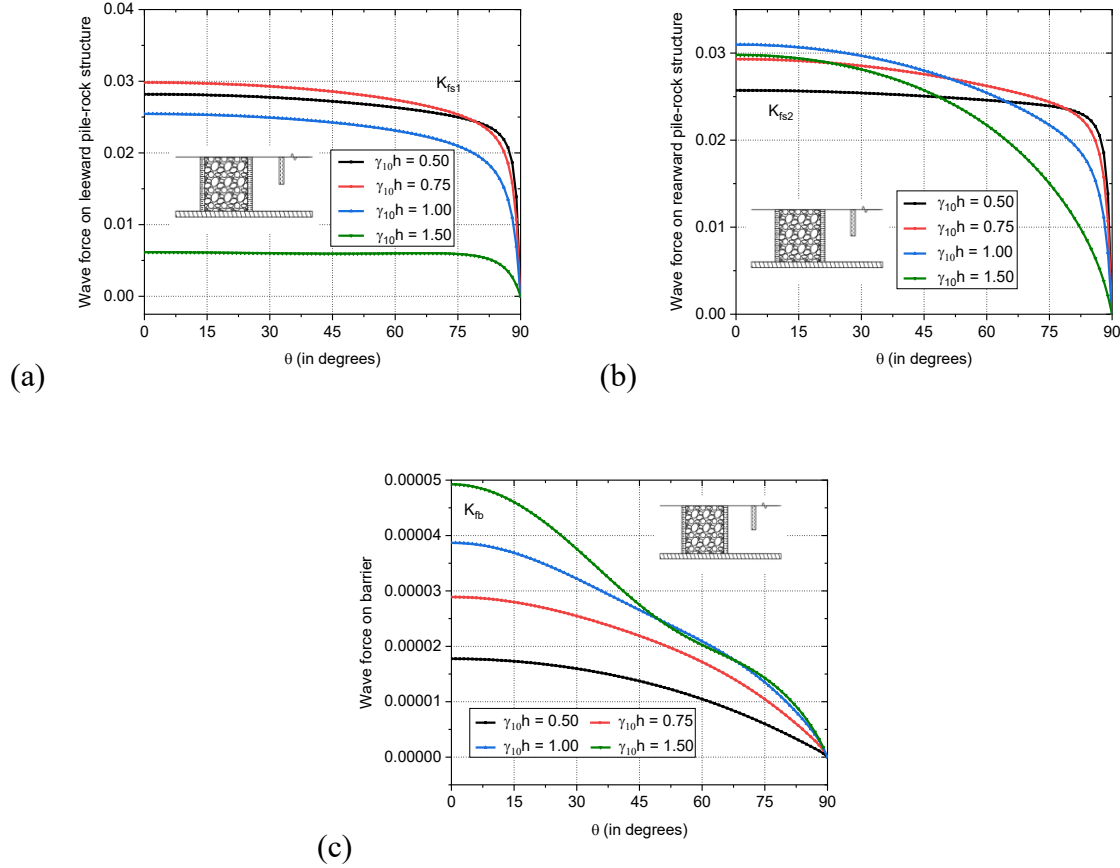 Wave force on leeward pile-rock structure
0.04
0.03
0.02
0.01
0.00
K_fs1
γ₁₀h = 0.50
γ₁₀h = 0.75
γ₁₀h = 1.00
γ₁₀h = 1.50
0 15 30 45 60 75 90
θ (in degrees)
(a)
Wave force on rearward pile-rock structure
0.03
0.02
0.01
0.00
K_fs2
γ₁₀h = 0.50
γ₁₀h = 0.75
γ₁₀h = 1.00
γ₁₀h = 1.50
0 15 30 45 60 75 90
θ (in degrees)
(b)
Wave force on barrier
0.00005
0.00004
0.00003
0.00002
0.00001
0.00000
K_fb
γ₁₀h = 0.50 γ₁₀h = 0.75
γ₁₀h = 1.00 γ₁₀h = 1.50
0 15 30 45 60 75 90
θ (in degrees)
(c)